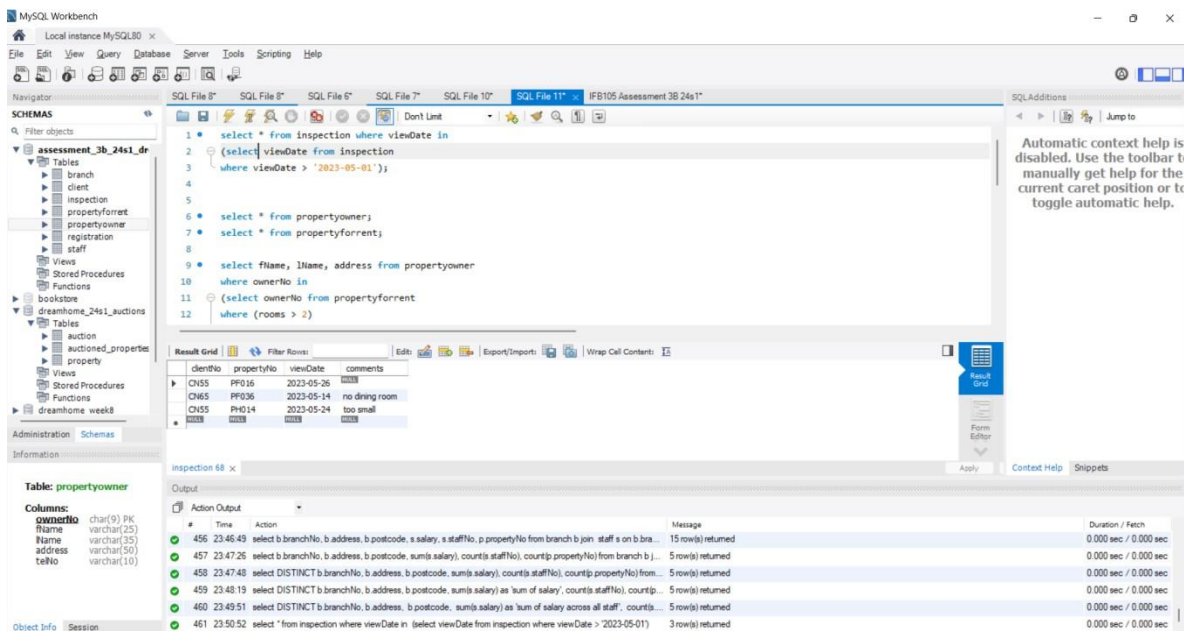 MySQL Workbench
Local instance MySQL80 ×
File Edit View Query Database Server Tools Scripting Help
Navigator
SCHEMAS
Filter objects
assessment_3b_24s1_dr
Tables
branch
client
inspection
propertyforrent
propertyowner
registration
staff
Views
Stored Procedures
Functions
bookstore
dreamhome_24s1_auctions
Tables
auction
auctioned_properties
property
Views
Stored Procedures
Functions
dreamhome week8
Administration Schemas
Information
Table: propertyowner
Columns:
ownerNo char(9) PK
fName varchar(25)
lName varchar(35)
address varchar(50)
telNo varchar(10)
Object Info Session
SQL File 8* SQL File 8* SQL File 6* SQL File 7* SQL File 10* SQL File 11* × IFB105 Assessment 3B 24s1*
Don't Limit
1 select * from inspection where viewDate in
2 (select viewDate from inspection
3 where viewDate > '2023-05-01');
4
5
6 select * from propertyowner;
7 select * from propertyforrent;
8
9 select fName, lName, address from propertyowner
10 where ownerNo in
11 (select ownerNo from propertyforrent
12 where (rooms > 2)
Result Grid Filter Rows: Edit: Export/Import: Wrap Cell Content:
clientNo propertyNo viewDate comments
CN55 PF016 2023-05-26 NULL
CN65 PF036 2023-05-14 no dining room
CN55 PH014 2023-05-24 too small
NULL NULL NULL NULL
Result Grid
Form Editor
inspection 68 ×
Apply
Output
Action Output
# Time Action Message Duration / Fetch
456 23:46:49 select b.branchNo, b.address, b.postcode, s.salary, s.staffNo, p.propertyNo from branch b join staff s on b.bra... 15 row(s) returned 0.000 sec / 0.000 sec
457 23:47:26 select b.branchNo, b.address, b.postcode, sum(s.salary), count(s.staffNo), count(p.propertyNo) from branch b j... 5 row(s) returned 0.000 sec / 0.000 sec
458 23:47:48 select DISTINCT b.branchNo, b.address, b.postcode, sum(s.salary), count(s.staffNo), count(p.propertyNo) from... 5 row(s) returned 0.000 sec / 0.000 sec
459 23:48:19 select DISTINCT b.branchNo, b.address, b.postcode, sum(s.salary) as 'sum of salary', count(s.staffNo), count(p... 5 row(s) returned 0.000 sec / 0.000 sec
460 23:49:51 select DISTINCT b.branchNo, b.address, b.postcode, sum(s.salary) as 'sum of salary across all staff', count(s.... 5 row(s) returned 0.000 sec / 0.000 sec
461 23:50:52 select * from inspection where viewDate in (select viewDate from inspection where viewDate > '2023-05-01') 3 row(s) returned 0.000 sec / 0.000 sec
SQLAdditions
Jump to
Automatic context help is
disabled. Use the toolbar to
manually get help for the
current caret position or to
toggle automatic help.
Context Help Snippets